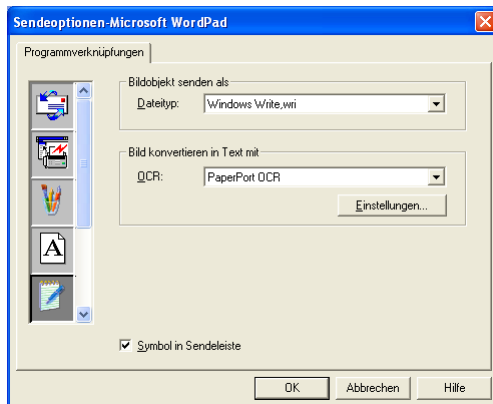 Sendeoptionen-Microsoft WordPad
Programmverknüpfungen
Bildobjekt senden als
Dateityp: Windows Write,wri
Bild konvertieren in Text mit
OCR: PaperPort OCR
Einstellungen...
A
Symbol in Sendeleiste
OK Abbrechen Hilfe